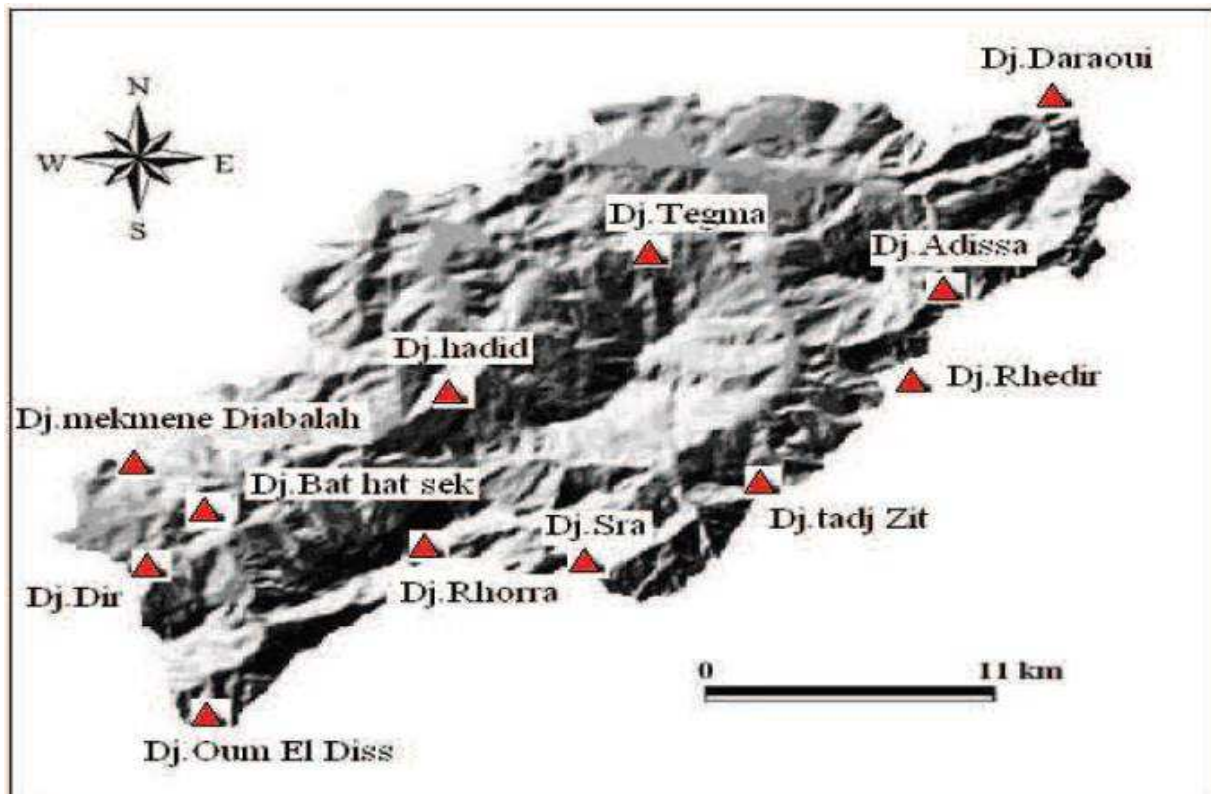 Dj.Daraoui
N
W E
S
Dj.Tegma
Dj.Adissa
Dj.hadid
Dj.Rhedir
Dj.mekmene Diabalah
Dj.Bat hat sek
Dj.tadj Zit
Dj.Sra
Dj.Dir
Dj.Rhorra
0 11 km
Dj.Oum El Diss